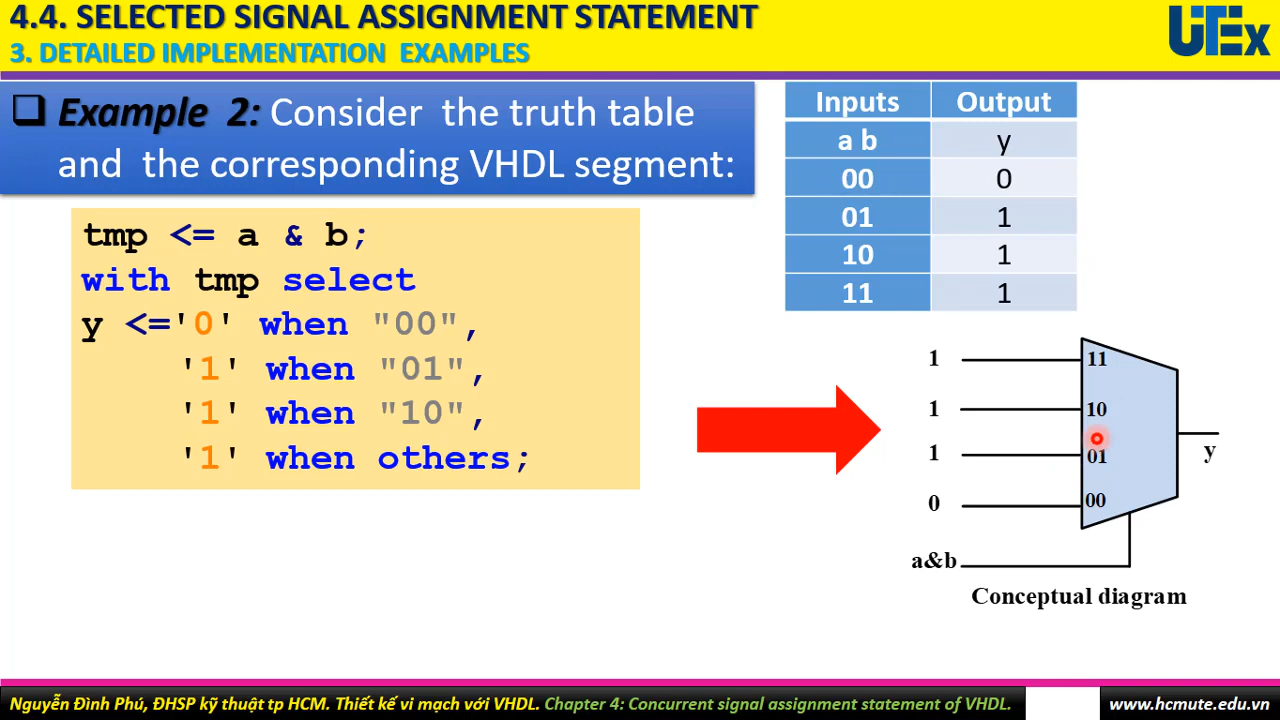 4.4. SELECTED SIGNAL ASSIGNMENT STATEMENT
3. DETAILED IMPLEMENTATION EXAMPLES
UTEx
Example 2: Consider the truth table
and the corresponding VHDL segment:
Inputs Output
a b y
00 0
01 1
10 1
11 1
tmp <= a & b;
with tmp select
y <='0' when "00",
'1' when "01",
'1' when "10",
'1' when others;
1 11
1 10
1 01
0 00
y
a&b
Conceptual diagram
Nguyễn Đình Phú, ĐHSP kỹ thuật tp HCM. Thiết kế vi mạch với VHDL. Chapter 4: Concurrent signal assignment statement of VHDL.
www.hcmute.edu.vn